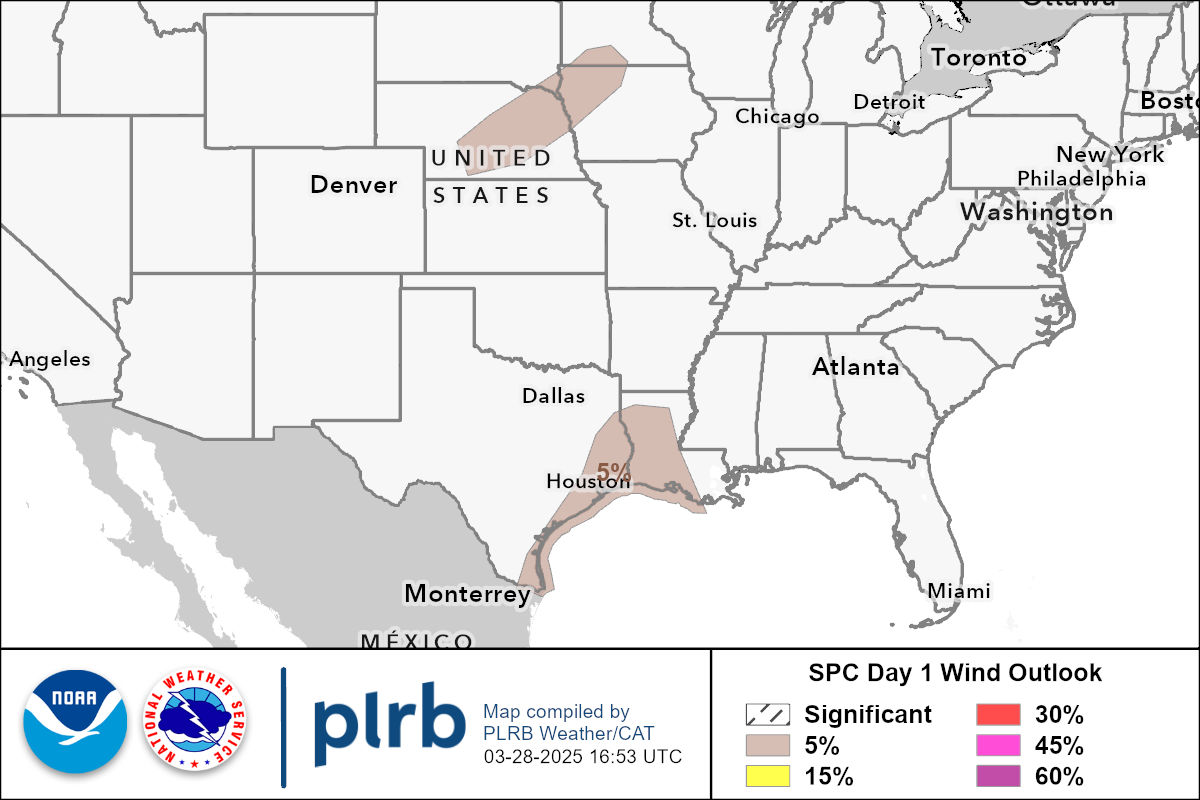 Ottawa
Toronto
Detroit
Chicago
Bost
New York
Philadelphia
Washington
UNITED
STATES
Denver
St. Louis
Angeles
Atlanta
Dallas
5%
Houston
Miami
Monterrey
MÉXICO
NOAA
NATIONAL WEATHER SERVICE
plrb
Map compiled by
PLRB Weather/CAT
03-28-2025 16:53 UTC
SPC Day 1 Wind Outlook
Significant
5%
15%
30%
45%
60%